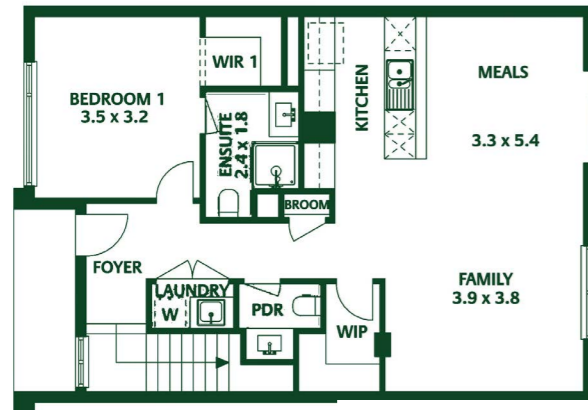 WIR 1
BEDROOM 1
3.5 x 3.2
ENSUITE
2.4 x 1.8
KITCHEN
MEALS
3.3 x 5.4
BROOM
FOYER
LAUNDRY
W
PDR
WIP
FAMILY
3.9 x 3.8